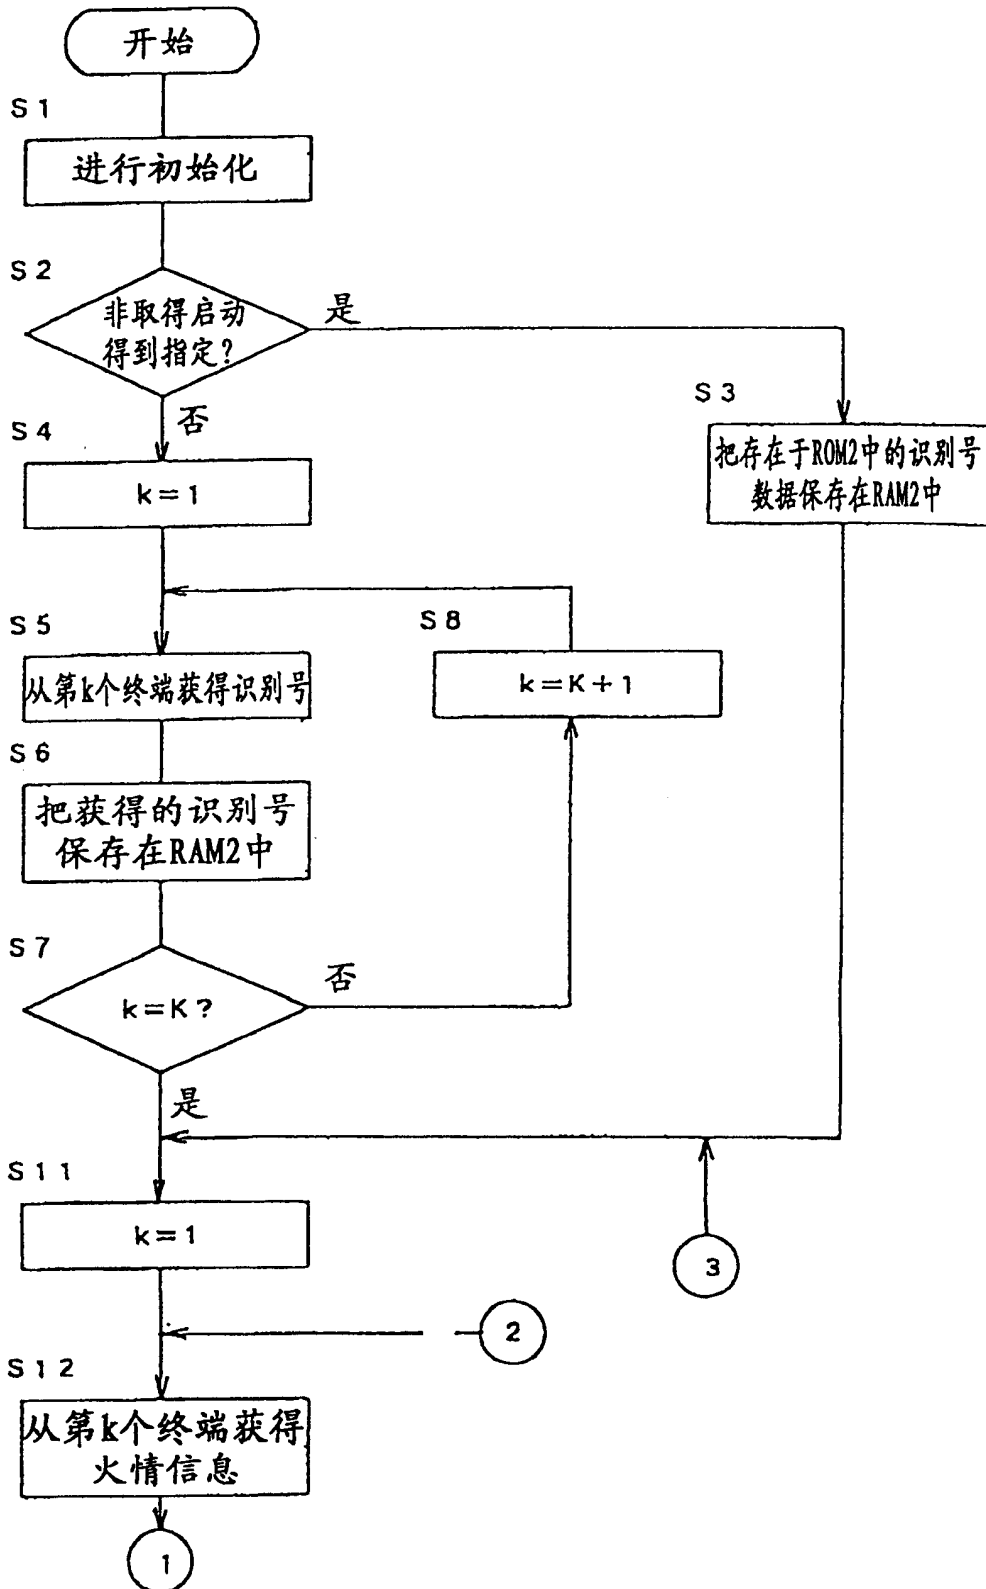 开始
S1
进行初始化
S2
非取得启动
得到指定?
是
否
S3
把存在于ROM2中的识别号
数据保存在RAM2中
S4
k=1
S5
从第k个终端获得识别号
S8
k=K+1
S6
把获得的识别号
保存在RAM2中
S7
k=K?
否
是
S11
k=1
3
2
S12
从第k个终端获得
火情信息
1